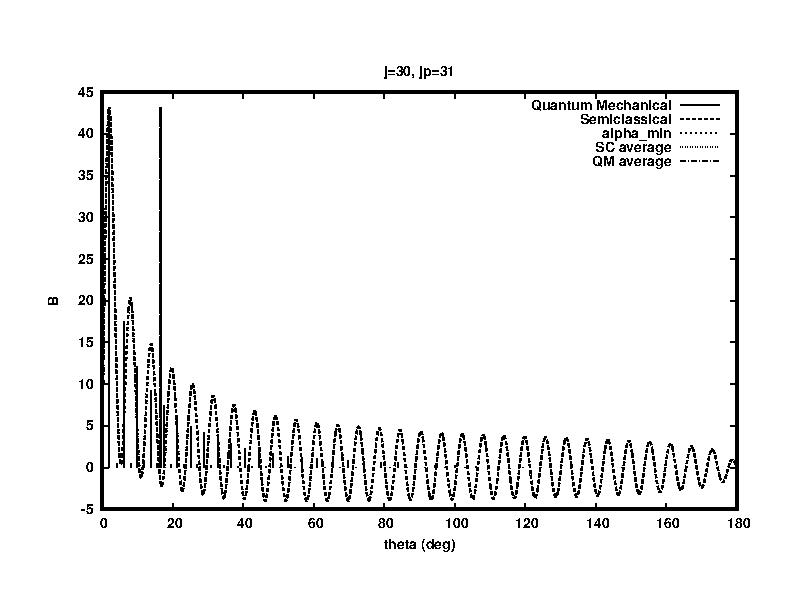 j=30, jp=31
Quantum Mechanical
Semiclassical
alpha_min
SC average
QM average
45
40
35
30
25
20
15
10
5
0
-5
B
0 20 40 60 80 100 120 140 160 180
theta (deg)